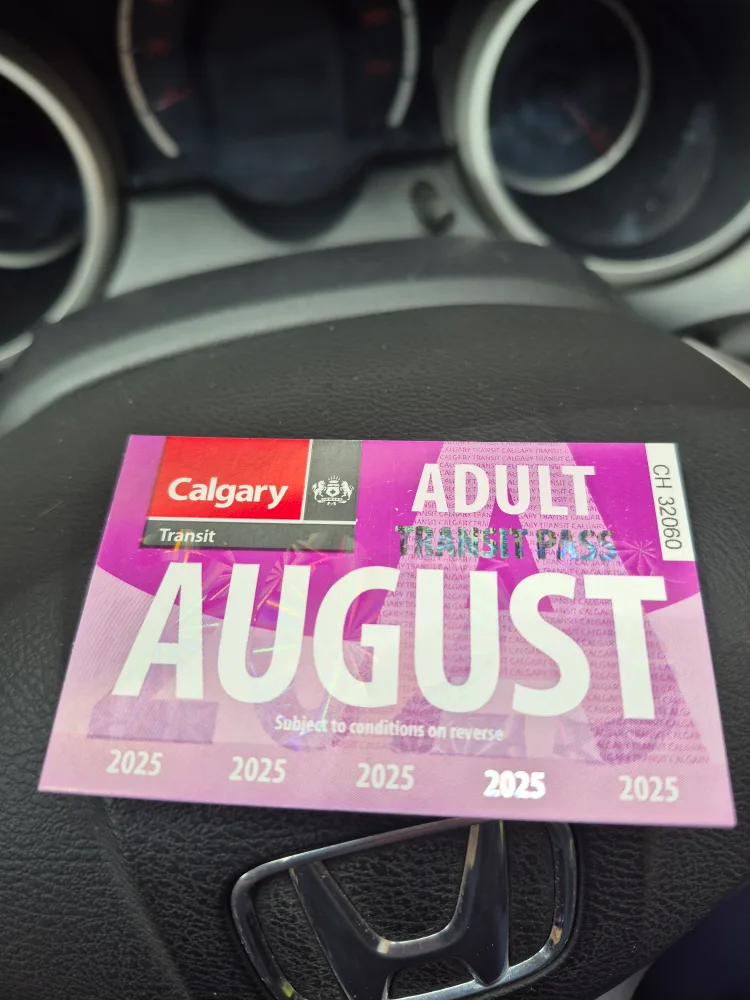 Calgary
Transit
ADULT
TRANSIT PASS
CH 32060
AUGUST
Subject to conditions on reverse
2025 2025 2025 2025 2025